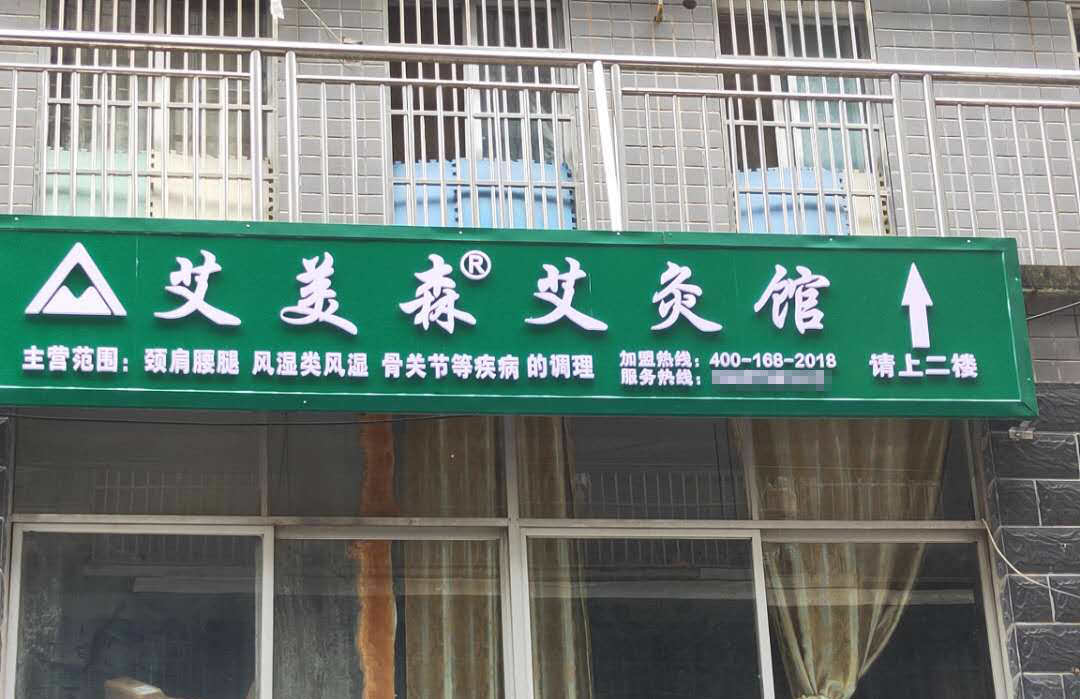 艾美森®艾灸馆
主营范围：颈肩腰腿 风湿类风湿 骨关节等疾病的调理
加盟热线：400-168-2018
服务热线：
请上二楼